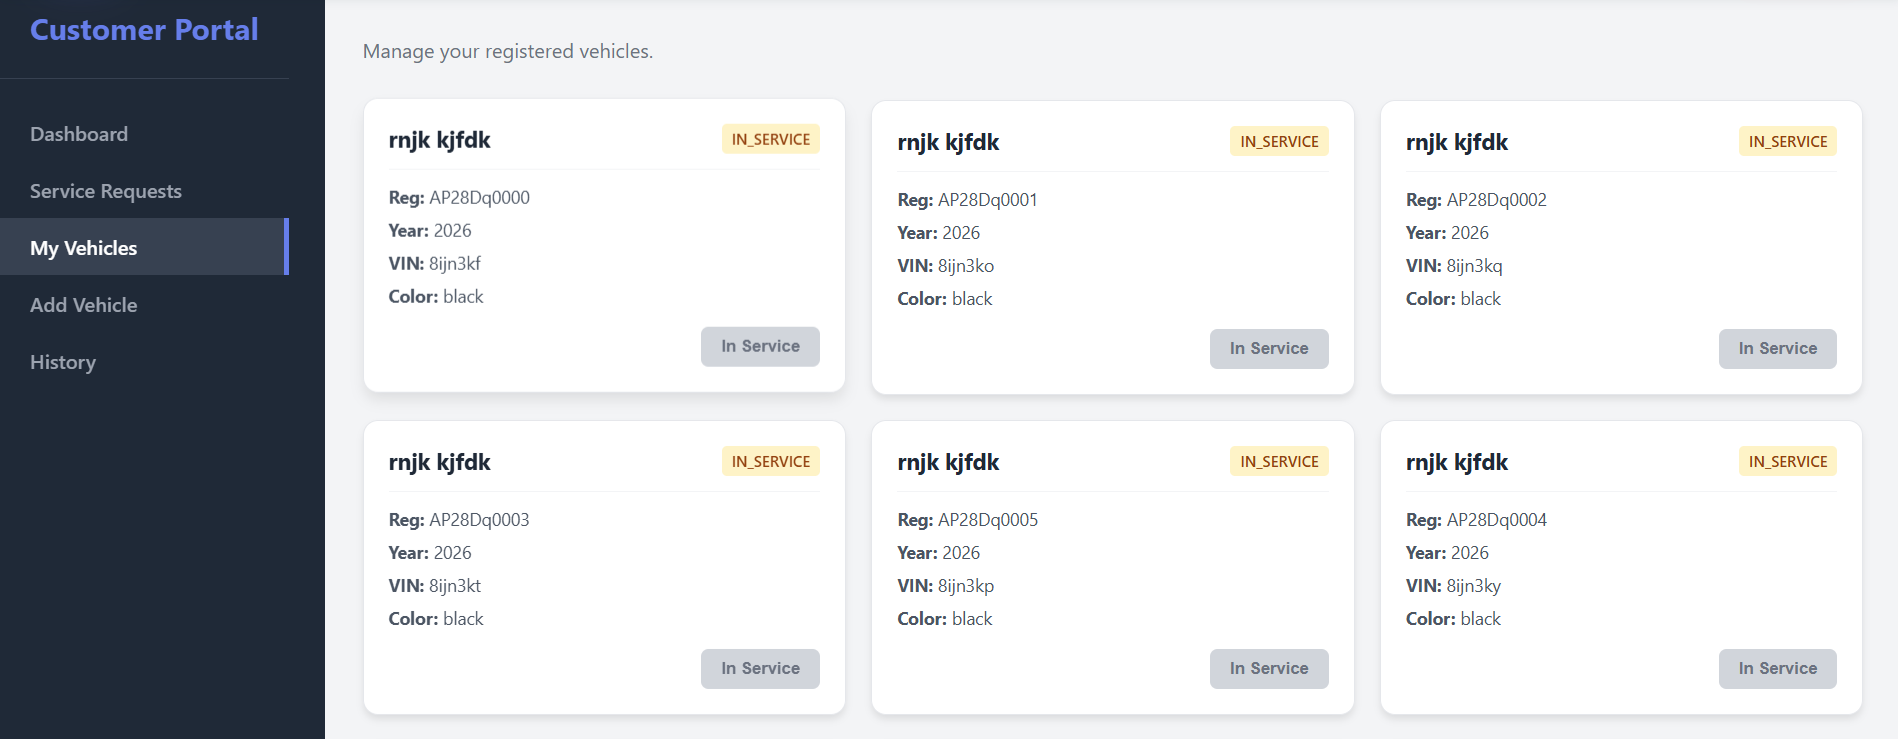 Customer Portal
Dashboard
Service Requests
My Vehicles
Add Vehicle
History
Manage your registered vehicles.
rnjk kjfdk IN_SERVICE
Reg: AP28Dq0000
Year: 2026
VIN: 8ijn3kf
Color: black
In Service
rnjk kjfdk IN_SERVICE
Reg: AP28Dq0001
Year: 2026
VIN: 8ijn3ko
Color: black
In Service
rnjk kjfdk IN_SERVICE
Reg: AP28Dq0002
Year: 2026
VIN: 8ijn3kq
Color: black
In Service
rnjk kjfdk IN_SERVICE
Reg: AP28Dq0003
Year: 2026
VIN: 8ijn3kt
Color: black
In Service
rnjk kjfdk IN_SERVICE
Reg: AP28Dq0005
Year: 2026
VIN: 8ijn3kp
Color: black
In Service
rnjk kjfdk IN_SERVICE
Reg: AP28Dq0004
Year: 2026
VIN: 8ijn3ky
Color: black
In Service